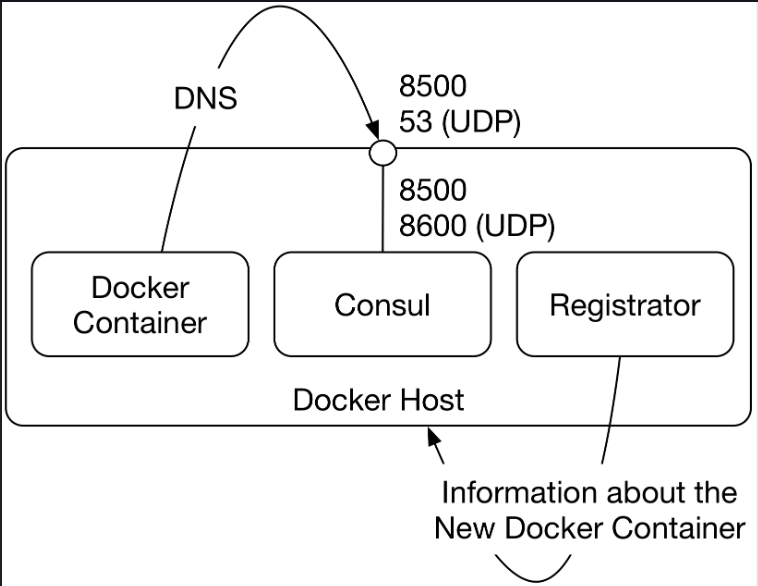 DNS
8500
53 (UDP)
8500
8600 (UDP)
Docker
Container
Consul
Registrator
Docker Host
Information about the
New Docker Container